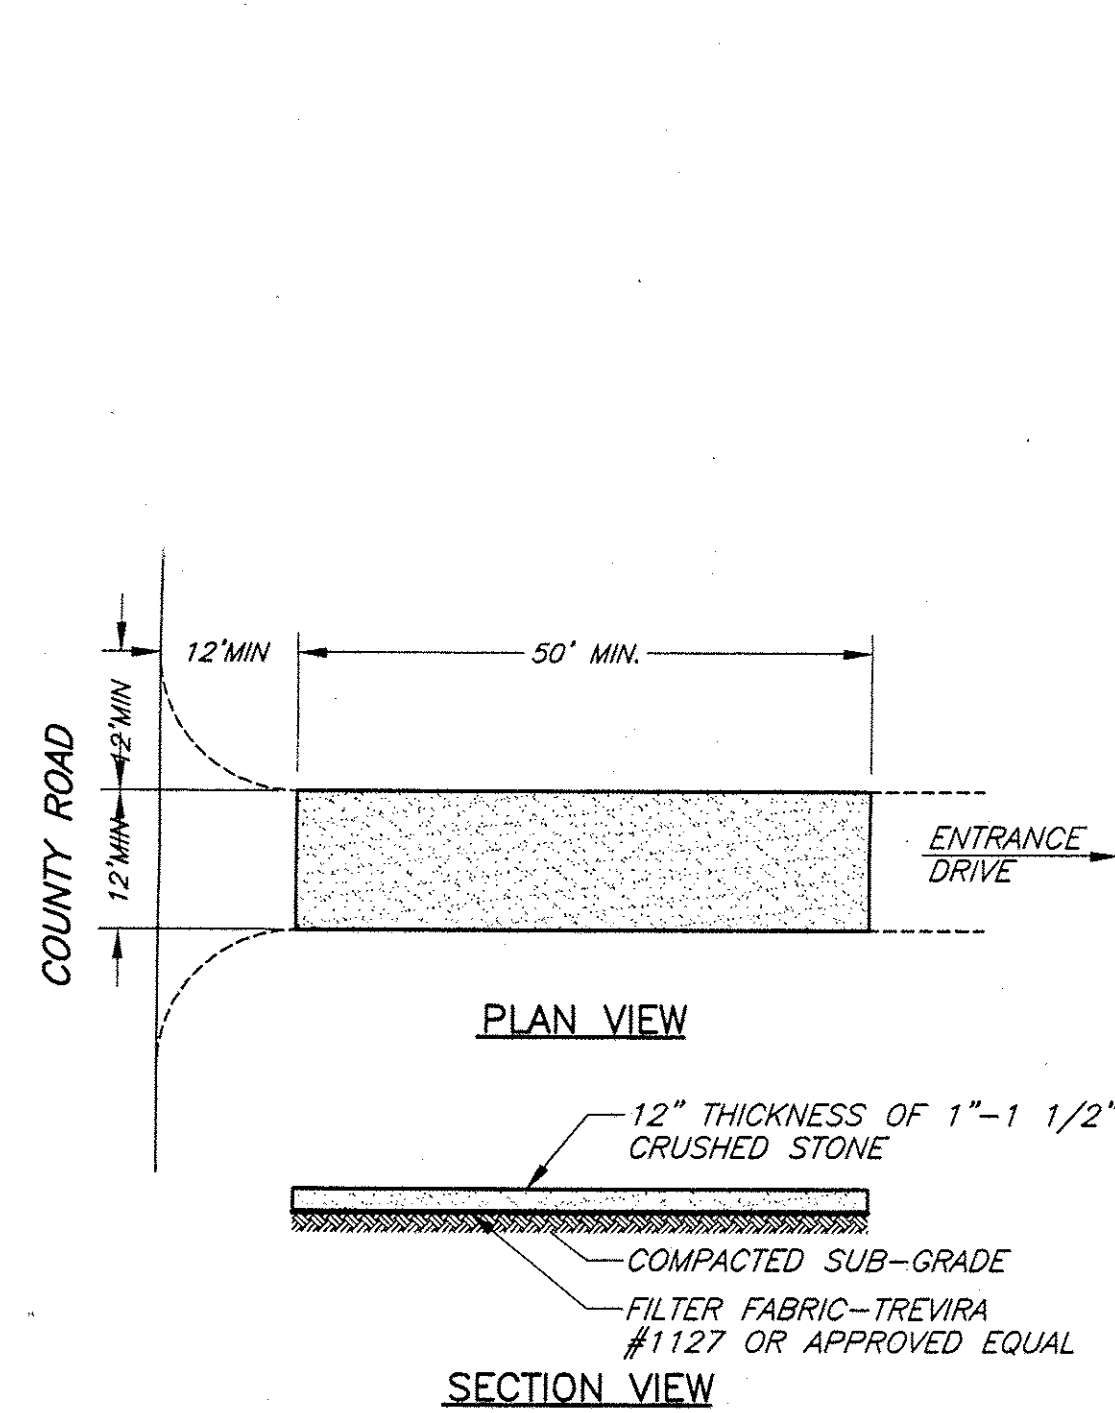 12'MIN
50' MIN.
12'MIN
COUNTY ROAD
12'MIN
ENTRANCE
DRIVE
PLAN VIEW
12" THICKNESS OF 1"-1 1/2"
CRUSHED STONE
COMPACTED SUB-GRADE
FILTER FABRIC-TREVIRA
#1127 OR APPROVED EQUAL
SECTION VIEW